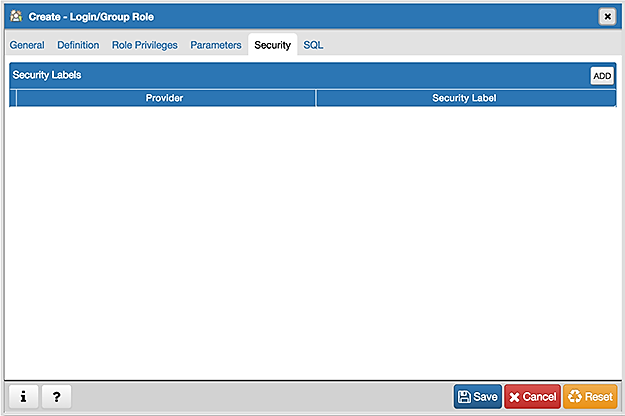 Create - Login/Group Role
General Definition Role Privileges Parameters Security SQL
Security Labels ADD
Provider Security Label
i ? Save Cancel Reset